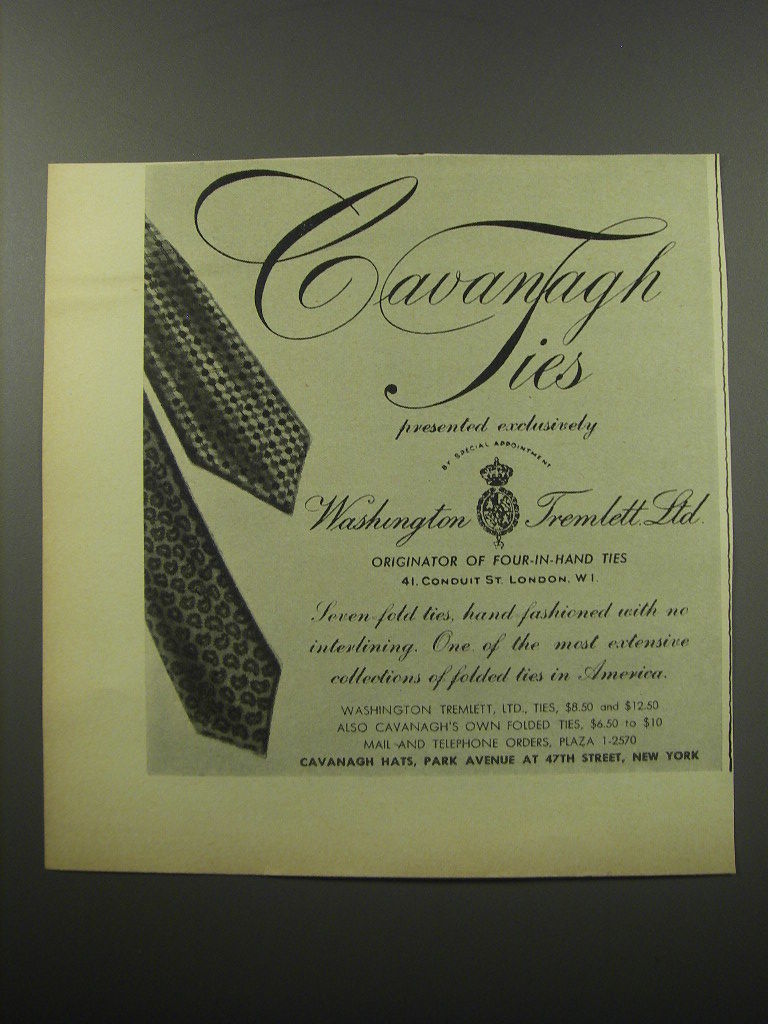 Cavanagh
Ties
presented exclusively
BY SPECIAL APPOINTMENT
Washington Tremlett. Ltd.
ORIGINATOR OF FOUR-IN-HAND TIES
41. CONDUIT ST. LONDON. W I.
Seven-fold ties, hand-fashioned with no
interlining. One of the most extensive
collections of folded ties in America.
WASHINGTON TREMLETT, LTD., TIES, $8.50 and $12.50
ALSO CAVANAGH'S OWN FOLDED TIES, $6.50 to $10
MAIL AND TELEPHONE ORDERS, PLAZA 1-2570
CAVANAGH HATS, PARK AVENUE AT 47TH STREET, NEW YORK